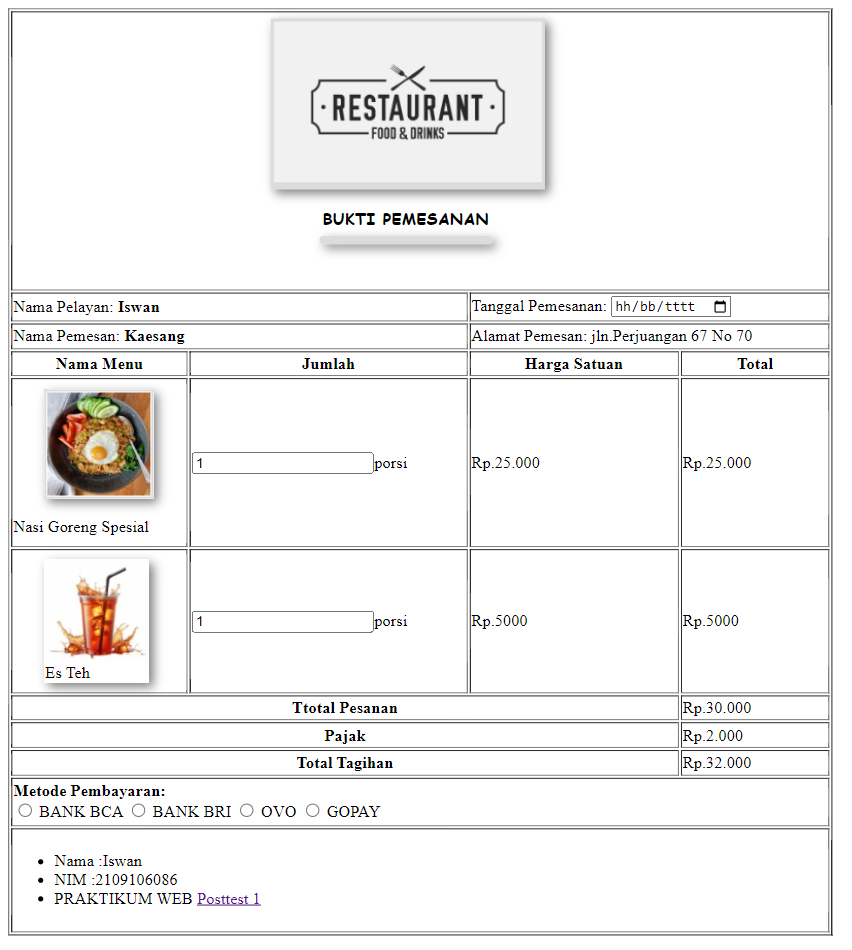 · RESTAURANT ·
FOOD & DRINKS
BUKTI PEMESANAN
Nama Pelayan: Iswan
Tanggal Pemesanan: hh/bb/tttt
Nama Pemesan: Kaesang
Alamat Pemesan: jln.Perjuangan 67 No 70
Nama Menu Jumlah Harga Satuan Total
Nasi Goreng Spesial
1 porsi Rp.25.000 Rp.25.000
1 porsi Rp.5000 Rp.5000
Es Teh
Ttotal Pesanan Rp.30.000
Pajak Rp.2.000
Total Tagihan Rp.32.000
Metode Pembayaran:
BANK BCA BANK BRI OVO GOPAY
• Nama :Iswan
• NIM :2109106086
• PRAKTIKUM WEB Posttest 1